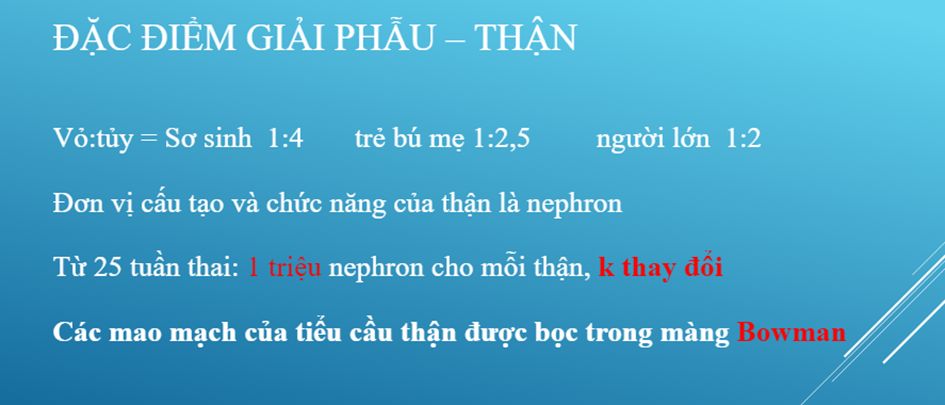 ĐẶC ĐIỂM GIẢI PHẪU – THẬN
Vỏ:tủy = Sơ sinh 1:4 trẻ bú mẹ 1:2,5 người lớn 1:2
Đơn vị cấu tạo và chức năng của thận là nephron
Từ 25 tuần thai: 1 triệu nephron cho mỗi thận, k thay đổi
Các mao mạch của tiểu cầu thận được bọc trong màng Bowman